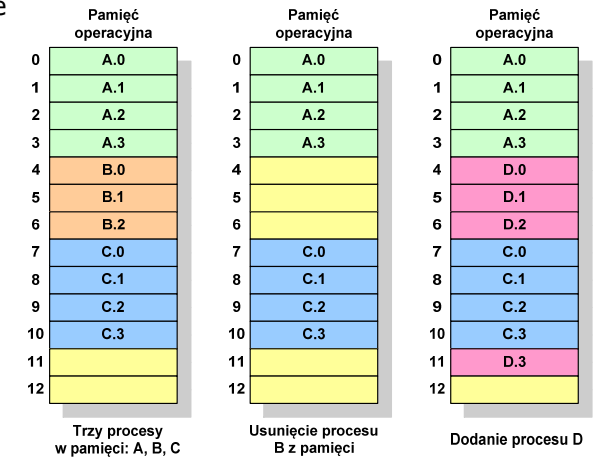 e
Pamięć
operacyjna
0 A.0
1 A.1
2 A.2
3 A.3
4 B.0
5 B.1
6 B.2
7 C.0
8 C.1
9 C.2
10 C.3
11
12
Trzy procesy
w pamięci: A, B, C
Pamięć
operacyjna
0 A.0
1 A.1
2 A.2
3 A.3
4
5
6
7 C.0
8 C.1
9 C.2
10 C.3
11
12
Usunięcie procesu
B z pamięci
Pamięć
operacyjna
0 A.0
1 A.1
2 A.2
3 A.3
4 D.0
5 D.1
6 D.2
7 C.0
8 C.1
9 C.2
10 C.3
11 D.3
12
Dodanie procesu D